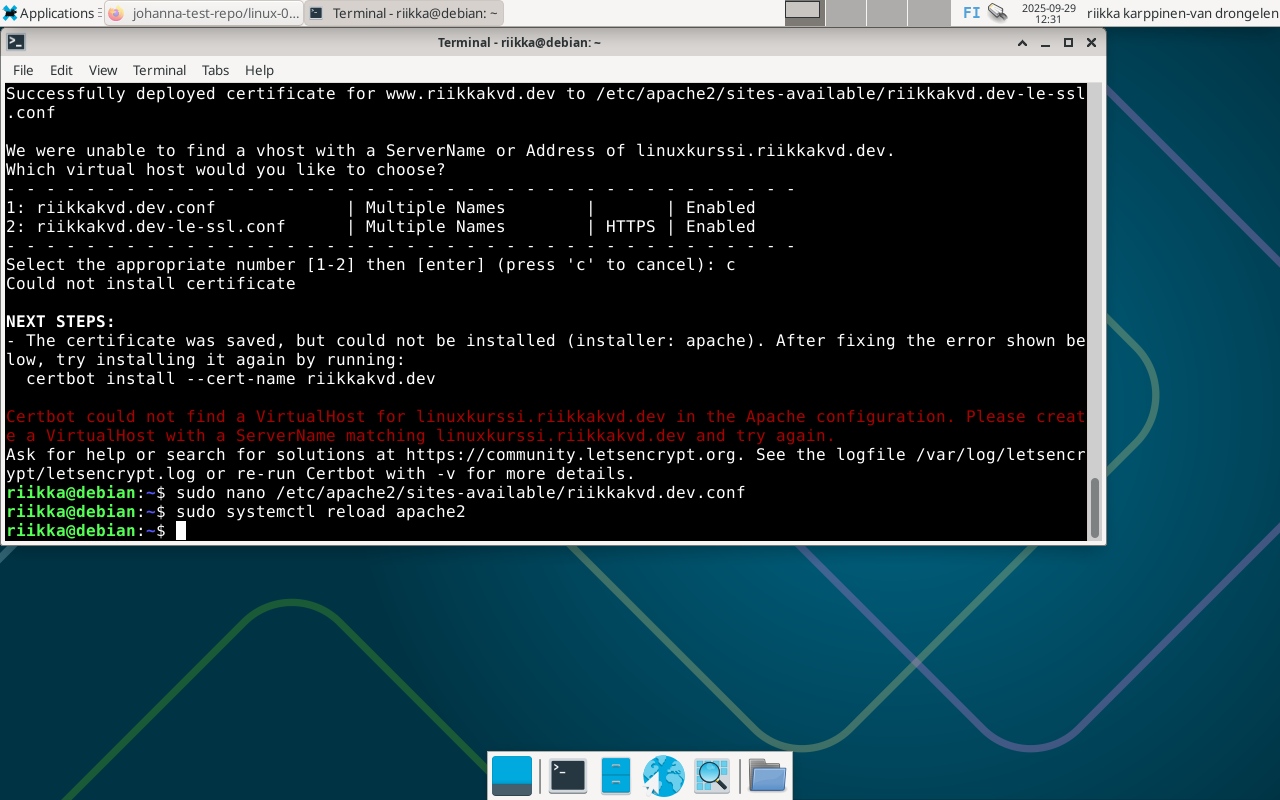 Applications
johanna-test-repo/linux-0...
Terminal - riikka@debian: ~
FI
2025-09-29
12:31
riikka karppinen-van drongelen
Terminal - riikka@debian: ~
File Edit View Terminal Tabs Help
Successfully deployed certificate for www.riikkakvd.dev to /etc/apache2/sites-available/riikkakvd.dev-le-ssl
.conf
We were unable to find a vhost with a ServerName or Address of linuxkurssi.riikkakvd.dev.
Which virtual host would you like to choose?
- - - - - - - - - - - - - - - - - - - - - - - - - - - - - - - - - - - - - - - -
1: riikkakvd.dev.conf             | Multiple Names        |       | Enabled
2: riikkakvd.dev-le-ssl.conf      | Multiple Names        | HTTPS | Enabled
- - - - - - - - - - - - - - - - - - - - - - - - - - - - - - - - - - - - - - - -
Select the appropriate number [1-2] then [enter] (press 'c' to cancel): c
Could not install certificate
NEXT STEPS:
- The certificate was saved, but could not be installed (installer: apache). After fixing the error shown be
low, try installing it again by running:
  certbot install --cert-name riikkakvd.dev
Certbot could not find a VirtualHost for linuxkurssi.riikkakvd.dev in the Apache configuration. Please creat
e a VirtualHost with a ServerName matching linuxkurssi.riikkakvd.dev and try again.
Ask for help or search for solutions at https://community.letsencrypt.org. See the logfile /var/log/letsencr
ypt/letsencrypt.log or re-run Certbot with -v for more details.
riikka@debian:~$ sudo nano /etc/apache2/sites-available/riikkakvd.dev.conf
riikka@debian:~$ sudo systemctl reload apache2
riikka@debian:~$